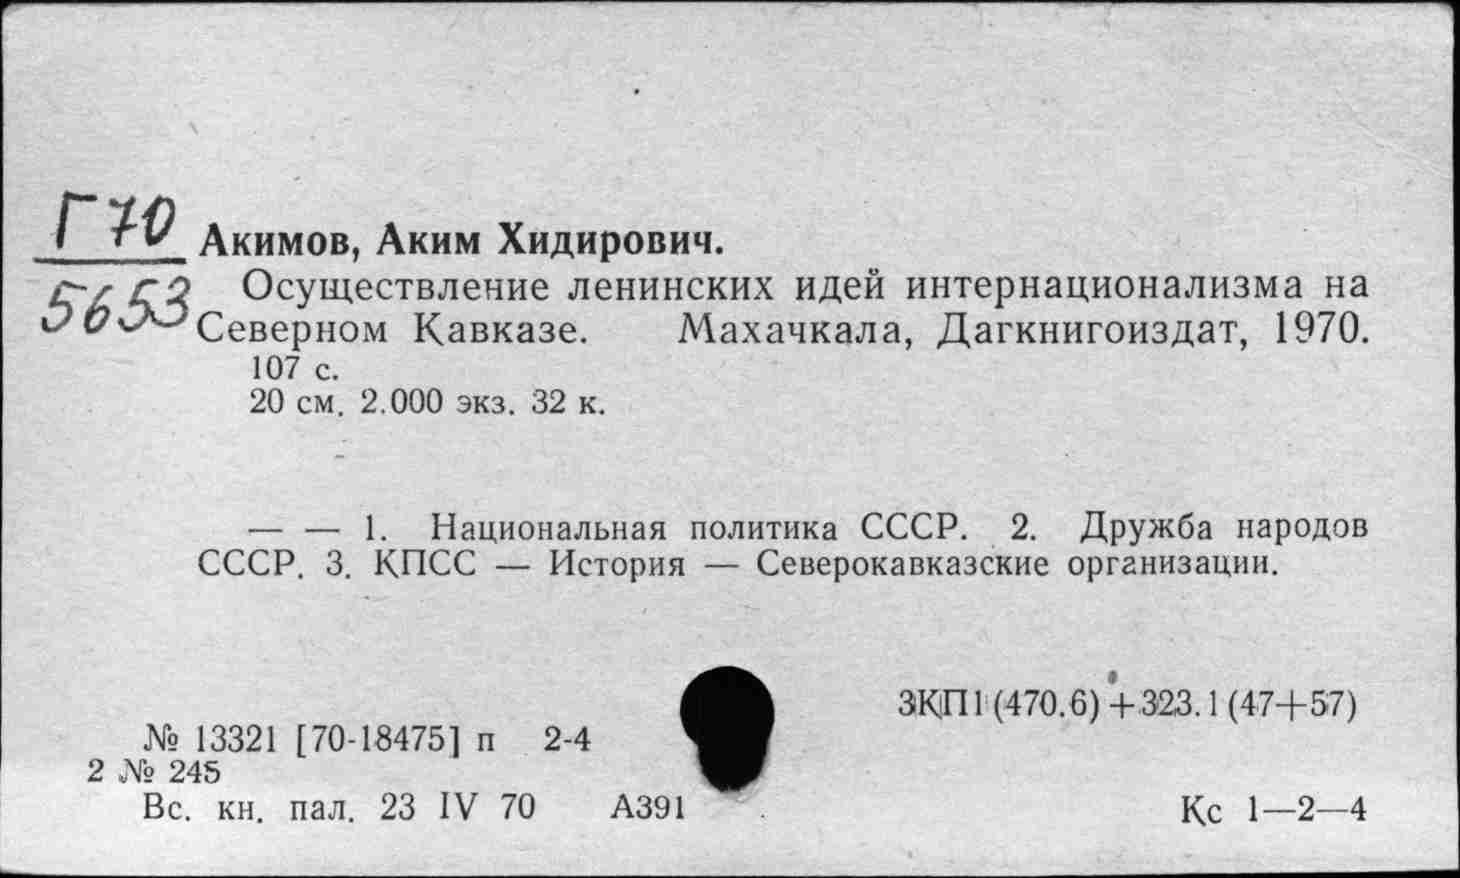 Г70
5653
Акимов, Аким Хидирович.
Осуществление ленинских идей интернационализма на
Северном Кавказе. Махачкала, Дагкнигоиздат, 1970.
107 с.
20 см. 2.000 экз. 32 к.
— — 1. Национальная политика СССР. 2. Дружба народов
СССР. 3. КПСС — История — Северокавказские организации.
3КП1 (470.6) + 323.1 (47+57)
№ 13321 [70-18475] п 2-4
2 № 245
Вс. кн. пал. 23 IV 70 А391
Кс 1—2—4